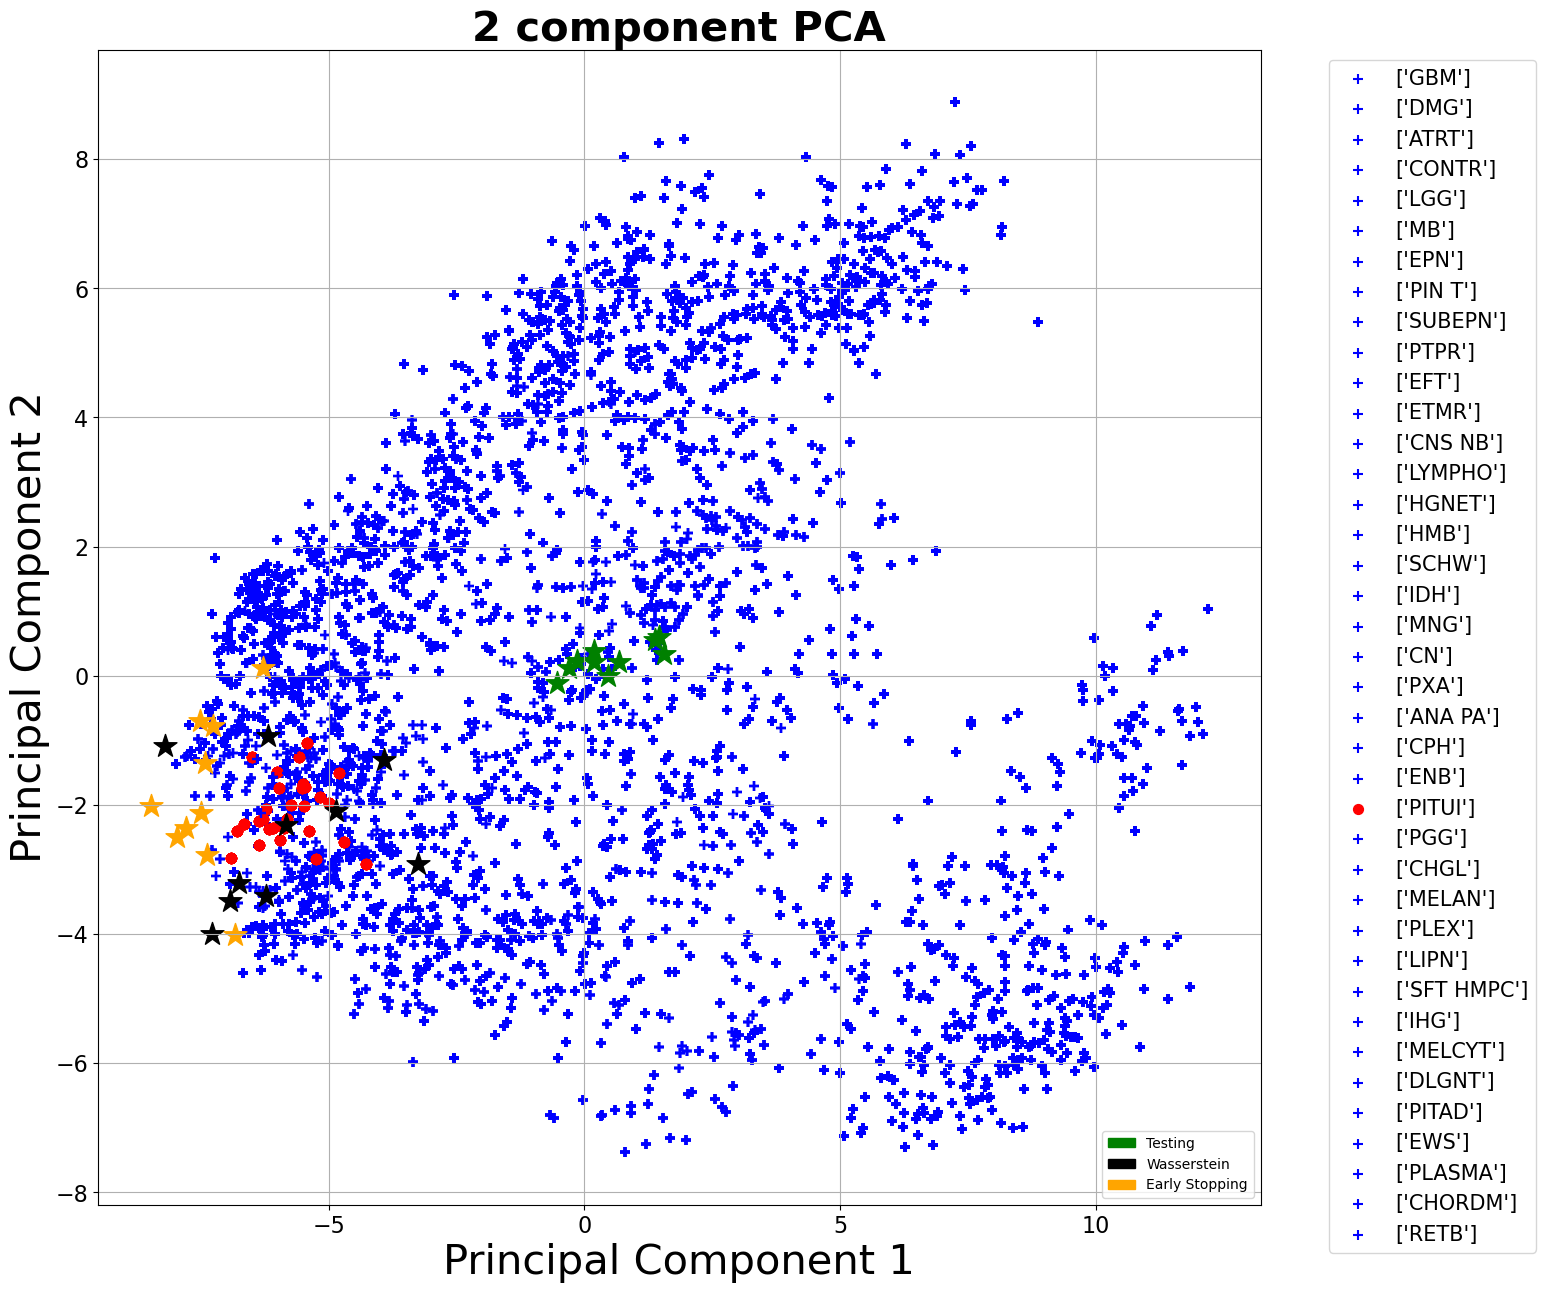 2 component PCA
Principal Component 2
8
6
4
2
0
−2
−4
−6
−8
−5
0
5
10
Principal Component 1
Testing
Wasserstein
Early Stopping
['GBM']
['DMG']
['ATRT']
['CONTR']
['LGG']
['MB']
['EPN']
['PIN T']
['SUBEPN']
['PTPR']
['EFT']
['ETMR']
['CNS NB']
['LYMPHO']
['HGNET']
['HMB']
['SCHW']
['IDH']
['MNG']
['CN']
['PXA']
['ANA PA']
['CPH']
['ENB']
['PITUI']
['PGG']
['CHGL']
['MELAN']
['PLEX']
['LIPN']
['SFT HMPC']
['IHG']
['MELCYT']
['DLGNT']
['PITAD']
['EWS']
['PLASMA']
['CHORDM']
['RETB']